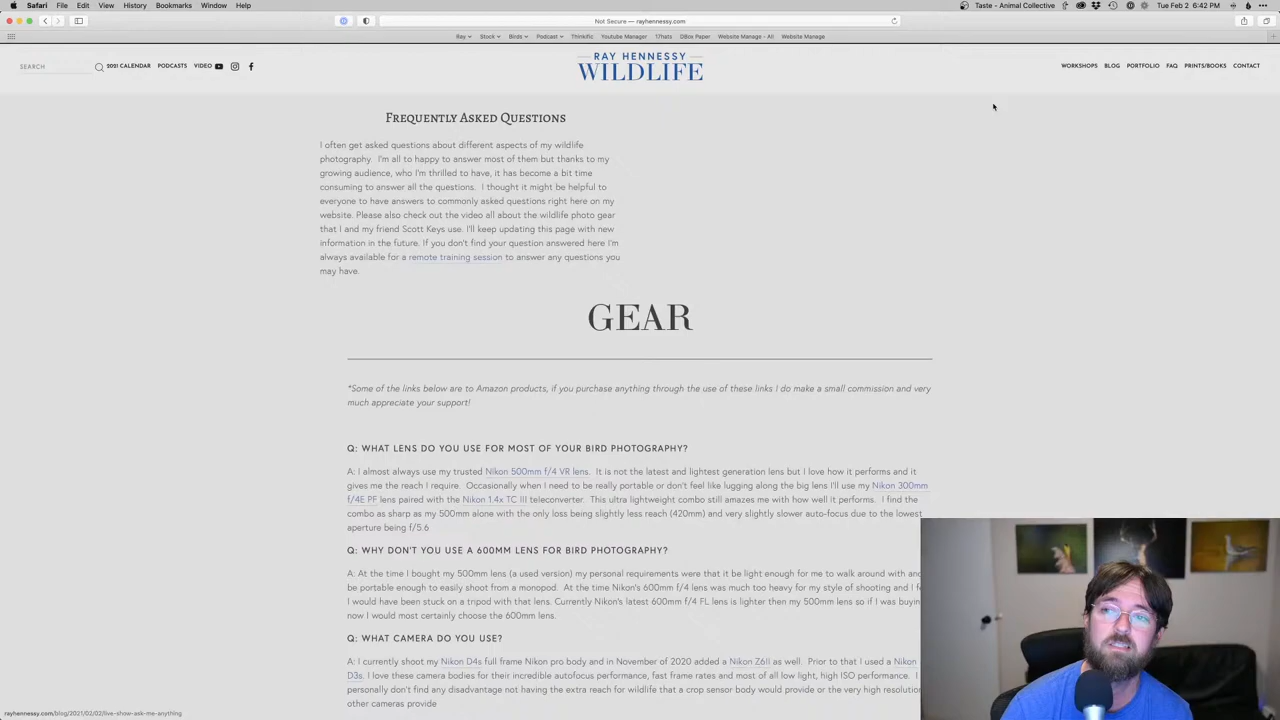 Safari File Edit View History Bookmarks Window Help
Taste - Animal Collective
Tue Feb 2 6:42 PM
Not Secure — rayhennessy.com
Ray Stock Birds Podcast Thinkific Youtube Manager 17hats DBox Paper Website Manage - All Website Manage
SEARCH
2021 CALENDAR PODCASTS VIDEO
RAY HENNESSY
WILDLIFE
WORKSHOPS BLOG PORTFOLIO FAQ PRINTS/BOOKS CONTACT
Frequently Asked Questions
I often get asked questions about different aspects of my wildlife
photography. I'm all to happy to answer most of them but thanks to my
growing audience, who I'm thrilled to have, it has become a bit time
consuming to answer all the questions. I thought it might be helpful to
everyone to have answers to commonly asked questions right here on my
website. Please also check out the video all about the wildlife photo gear
that I and my friend Scott Keys use. I'll keep updating this page with new
information in the future. If you don't find your question answered here I'm
always available for a remote training session to answer any questions you
may have.
GEAR
*Some of the links below are to Amazon products, if you purchase anything through the use of these links I do make a small commission and very
much appreciate your support!
Q: WHAT LENS DO YOU USE FOR MOST OF YOUR BIRD PHOTOGRAPHY?
A: I almost always use my trusted Nikon 500mm f/4 VR lens. It is not the latest and lightest generation lens but I love how it performs and it
gives me the reach I require. Occasionally when I need to be really portable or don't feel like lugging along the big lens I'll use my Nikon 300mm
f/4E PF lens paired with the Nikon 1.4x TC III teleconverter. This ultra lightweight combo still amazes me with how well it performs. I find the
combo as sharp as my 500mm alone with the only loss being slightly less reach (420mm) and very slightly slower auto-focus due to the lowest
aperture being f/5.6
Q: WHY DON'T YOU USE A 600MM LENS FOR BIRD PHOTOGRAPHY?
A: At the time I bought my 500mm lens (a used version) my personal requirements were that it be light enough for me to walk around with and
be portable enough to easily shoot from a monopod. At the time Nikon's 600mm f/4 lens was much too heavy for my style of shooting and I
I would have been stuck on a tripod with that lens. Currently Nikon's latest 600mm f/4 FL lens is lighter then my 500mm lens so if I was
now I would most certainly choose the 600mm lens.
Q: WHAT CAMERA DO YOU USE?
A: I currently shoot my Nikon D4s full frame Nikon pro body and in November of 2020 added a Nikon Z6II as well. Prior to that I used a Nikon
D3s. I love these camera bodies for their incredible autofocus performance, fast frame rates and most of all low light, high ISO performance. I
personally don't find any disadvantage not having the extra reach for wildlife that a crop sensor body would provide or the very high resolution
other cameras provide
rayhennessy.com/blog/2021/02/02/live-show-ask-me-anything